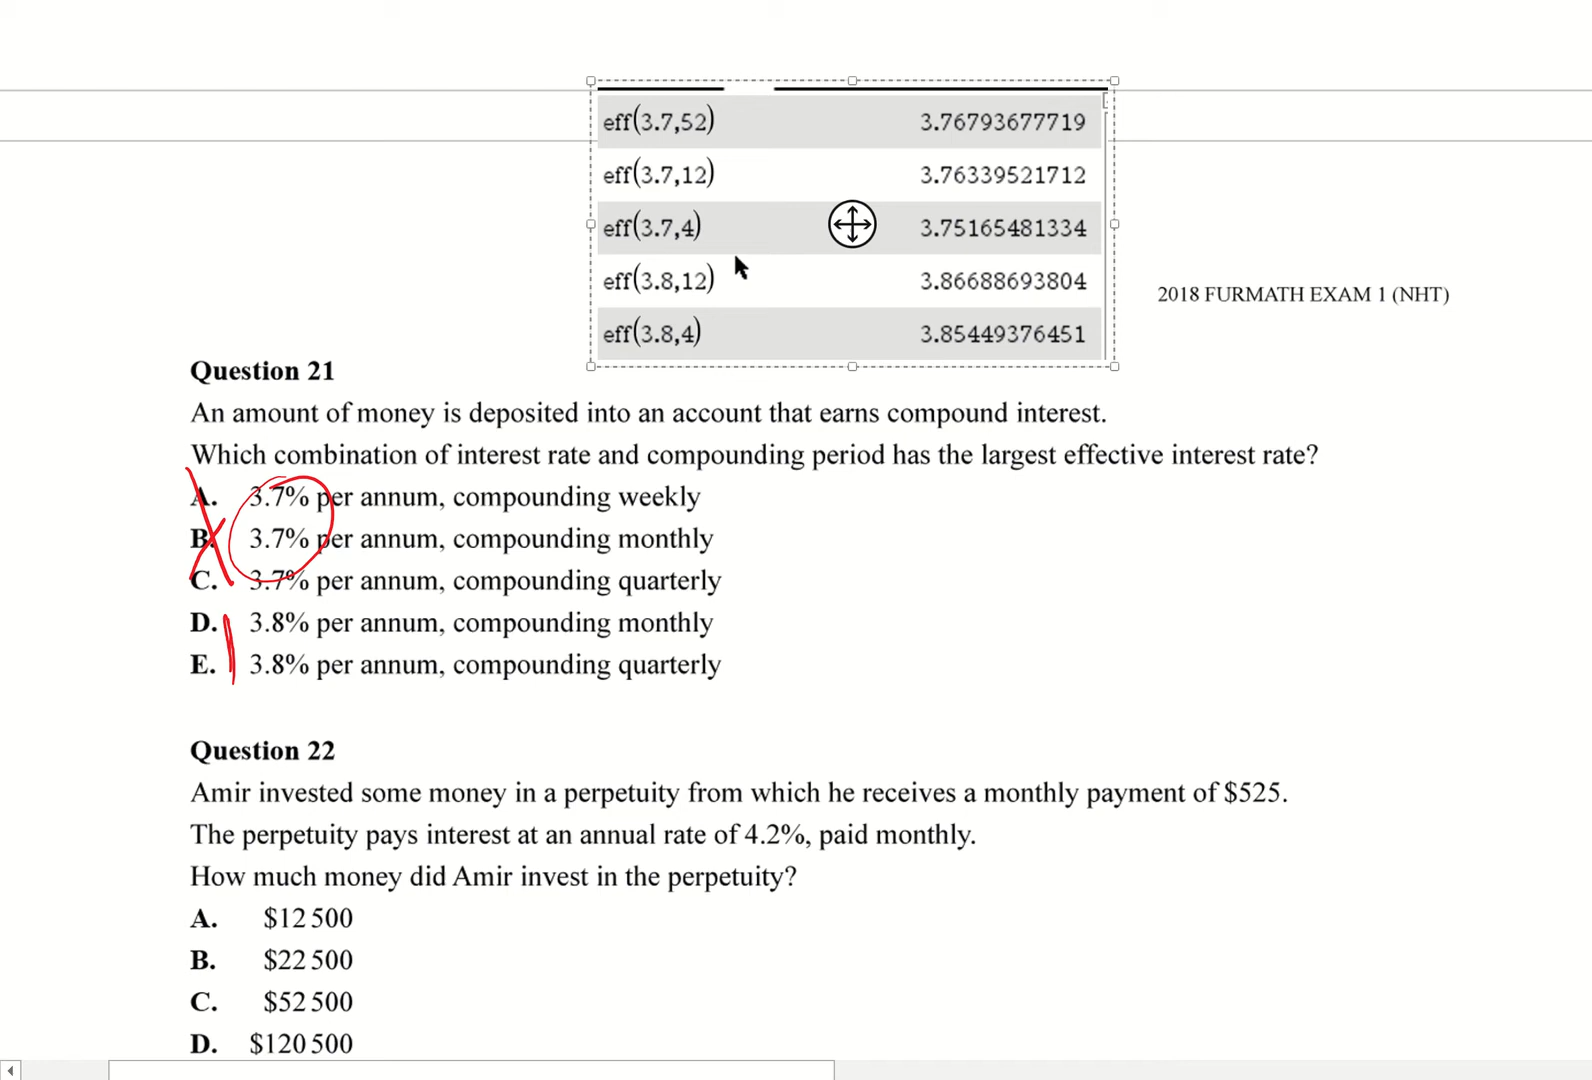 eff(3.7,52) 3.76793677719
eff(3.7,12) 3.76339521712
eff(3.7,4) 3.75165481334
eff(3.8,12) 3.86688693804
eff(3.8,4) 3.85449376451
2018 FURMATH EXAM 1 (NHT)
Question 21
An amount of money is deposited into an account that earns compound interest.
Which combination of interest rate and compounding period has the largest effective interest rate?
A. 3.7% per annum, compounding weekly
B. 3.7% per annum, compounding monthly
C. 3.7% per annum, compounding quarterly
D. 3.8% per annum, compounding monthly
E. 3.8% per annum, compounding quarterly
Question 22
Amir invested some money in a perpetuity from which he receives a monthly payment of $525.
The perpetuity pays interest at an annual rate of 4.2%, paid monthly.
How much money did Amir invest in the perpetuity?
A. $12 500
B. $22 500
C. $52 500
D. $120 500